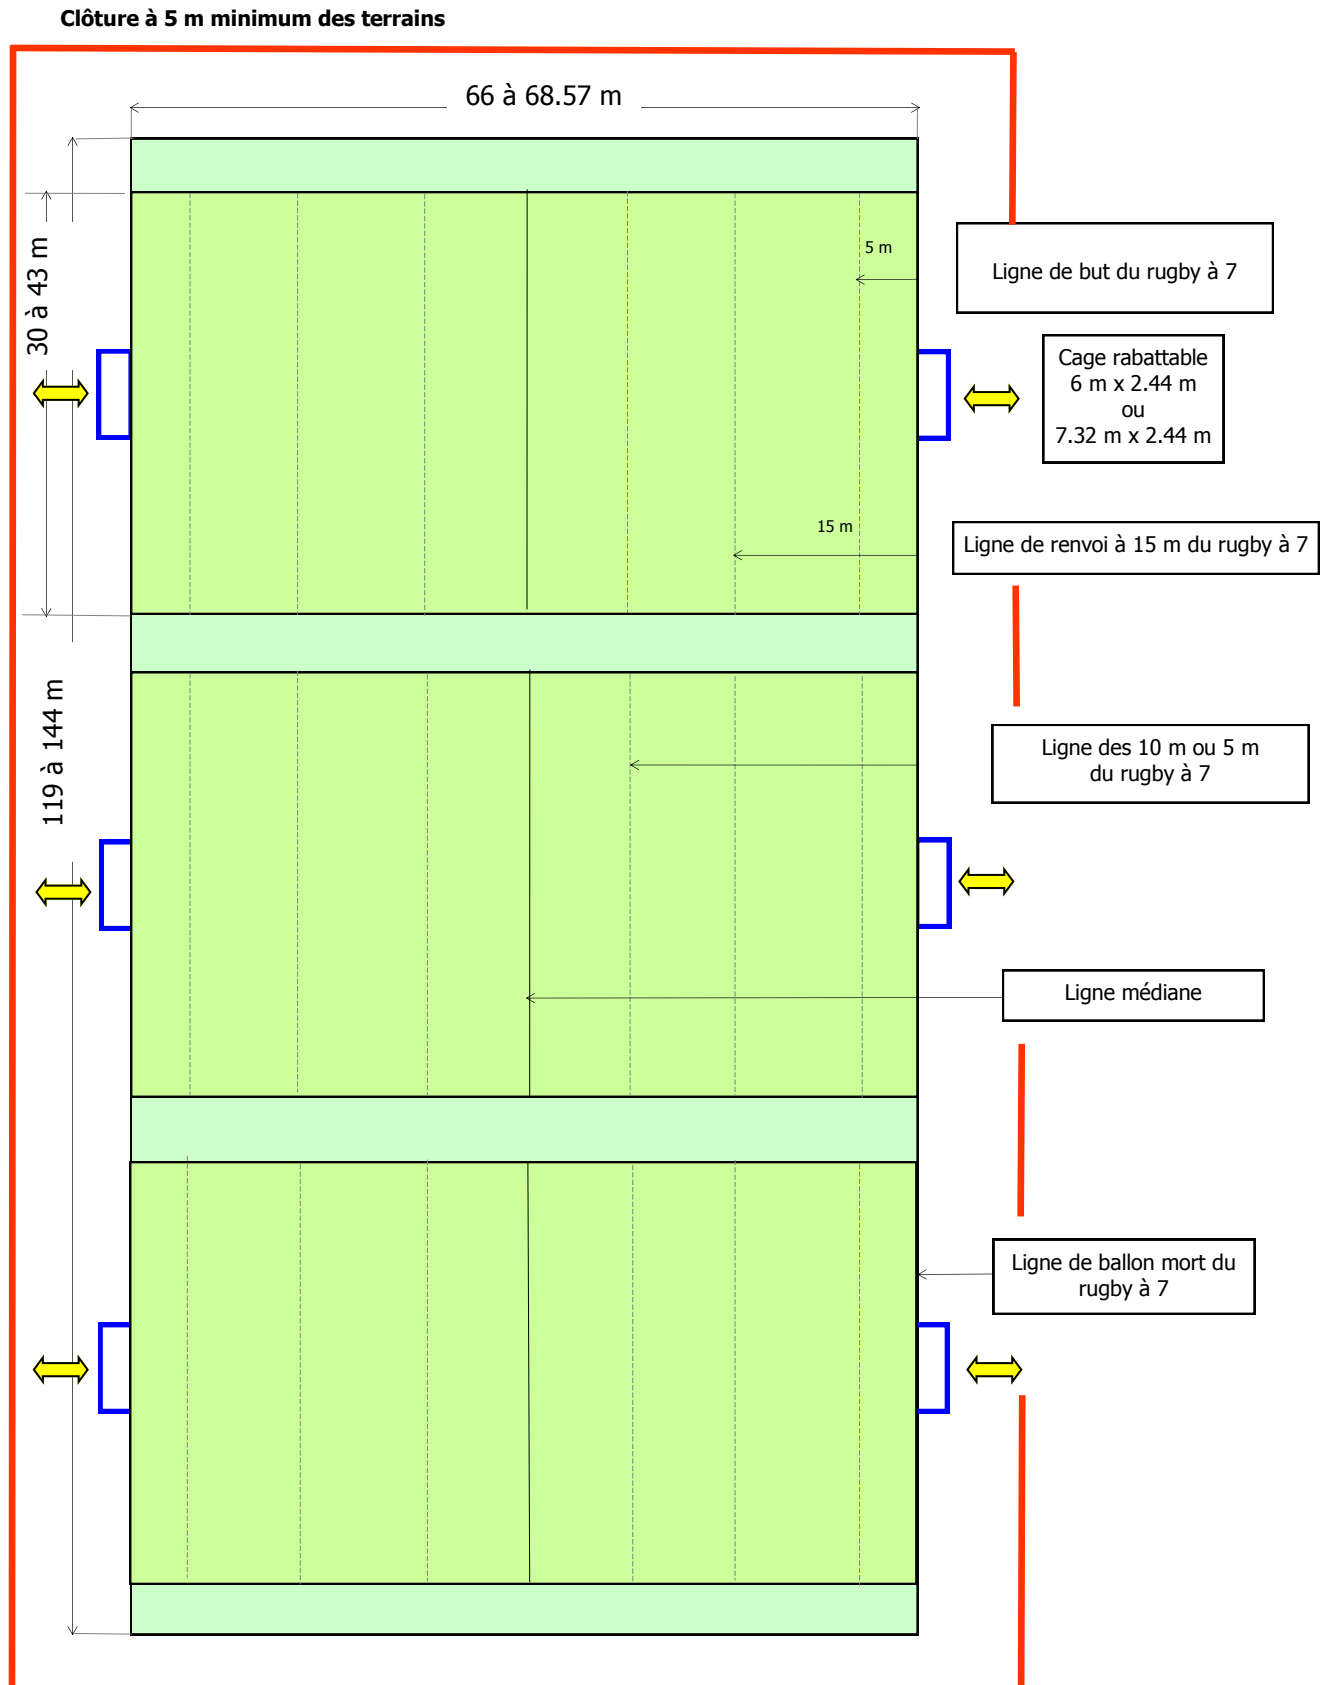 Clôture à 5 m minimum des terrains
66 à 68.57 m
30 à 43 m
5 m
Ligne de but du rugby à 7
Cage rabattable
6 m x 2.44 m
ou
7.32 m x 2.44 m
15 m
Ligne de renvoi à 15 m du rugby à 7
119 à 144 m
Ligne des 10 m ou 5 m
du rugby à 7
Ligne médiane
Ligne de ballon mort du
rugby à 7